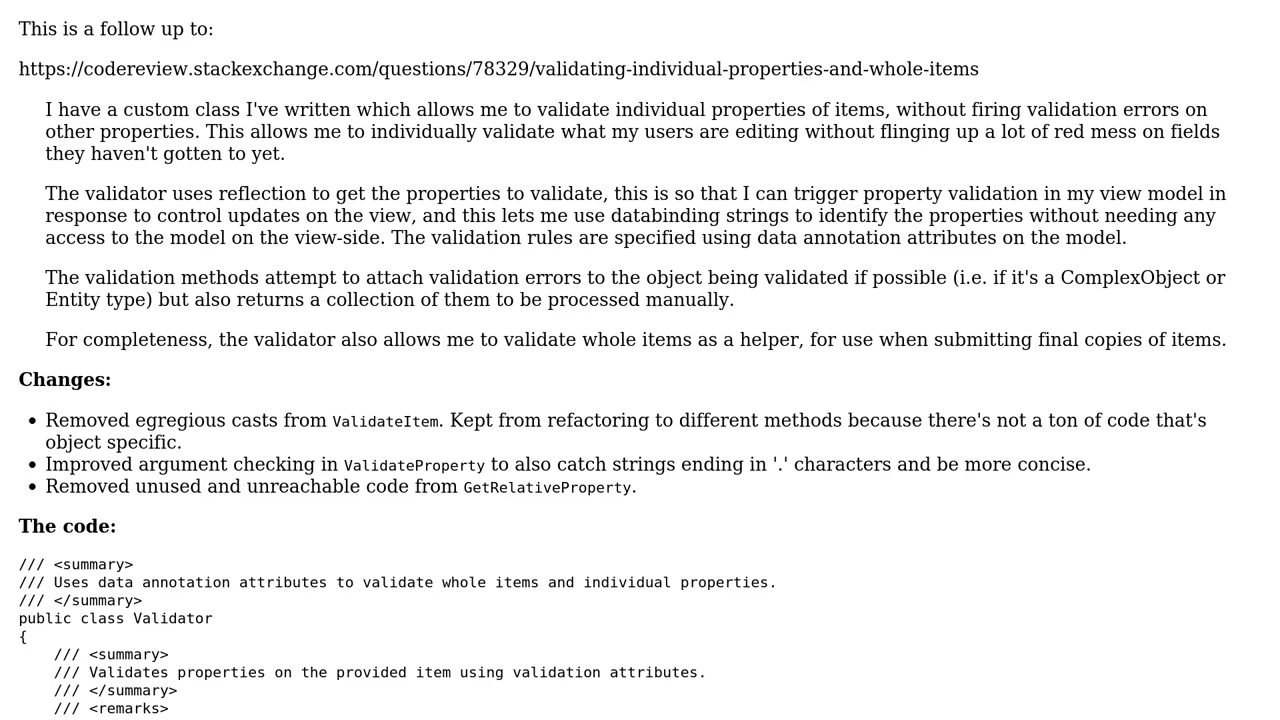 This is a follow up to:
https://codereview.stackexchange.com/questions/78329/validating-individual-properties-and-whole-items
I have a custom class I've written which allows me to validate individual properties of items, without firing validation errors on
other properties. This allows me to individually validate what my users are editing without flinging up a lot of red mess on fields
they haven't gotten to yet.
The validator uses reflection to get the properties to validate, this is so that I can trigger property validation in my view model in
response to control updates on the view, and this lets me use databinding strings to identify the properties without needing any
access to the model on the view-side. The validation rules are specified using data annotation attributes on the model.
The validation methods attempt to attach validation errors to the object being validated if possible (i.e. if it's a ComplexObject or
Entity type) but also returns a collection of them to be processed manually.
For completeness, the validator also allows me to validate whole items as a helper, for use when submitting final copies of items.
Changes:
• Removed egregious casts from ValidateItem. Kept from refactoring to different methods because there's not a ton of code that's
object specific.
• Improved argument checking in ValidateProperty to also catch strings ending in '.' characters and be more concise.
• Removed unused and unreachable code from GetRelativeProperty.
The code:
/// <summary>
/// Uses data annotation attributes to validate whole items and individual properties.
/// </summary>
public class Validator
{
    /// <summary>
    /// Validates properties on the provided item using validation attributes.
    /// </summary>
    /// <remarks>